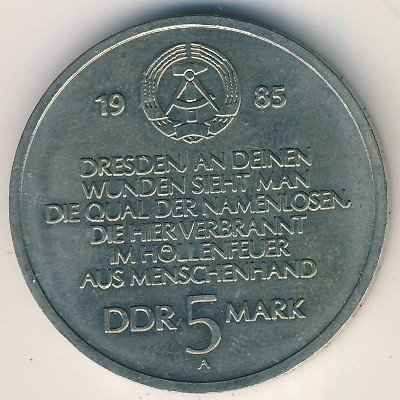 19 85
DRESDEN, AN DEINEN
WUNDEN SIEHT MAN
DIE QUAL DER NAMENLOSEN,
DIE HIER VERBRANNT
IM HÖLLENFEUER
AUS MENSCHENHAND
DDR 5 MARK
A